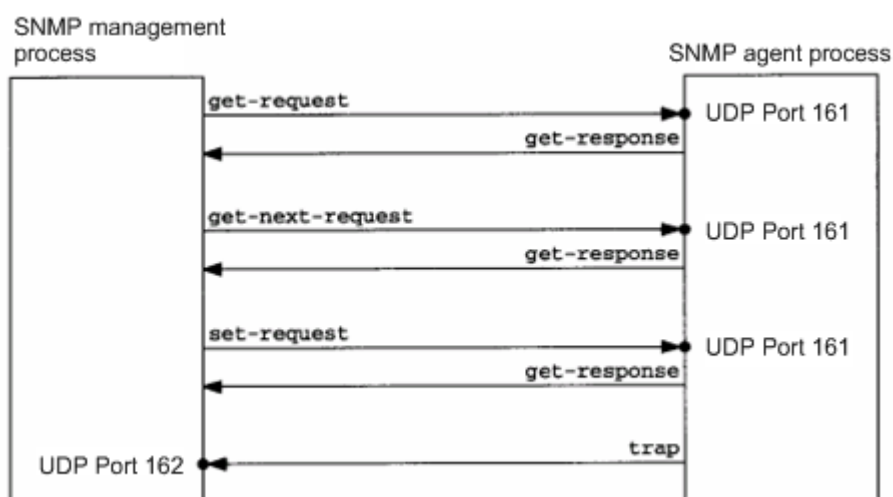 SNMP management
process
SNMP agent process
get-request
UDP Port 161
get-response
get-next-request
UDP Port 161
get-response
set-request
UDP Port 161
get-response
trap
UDP Port 162